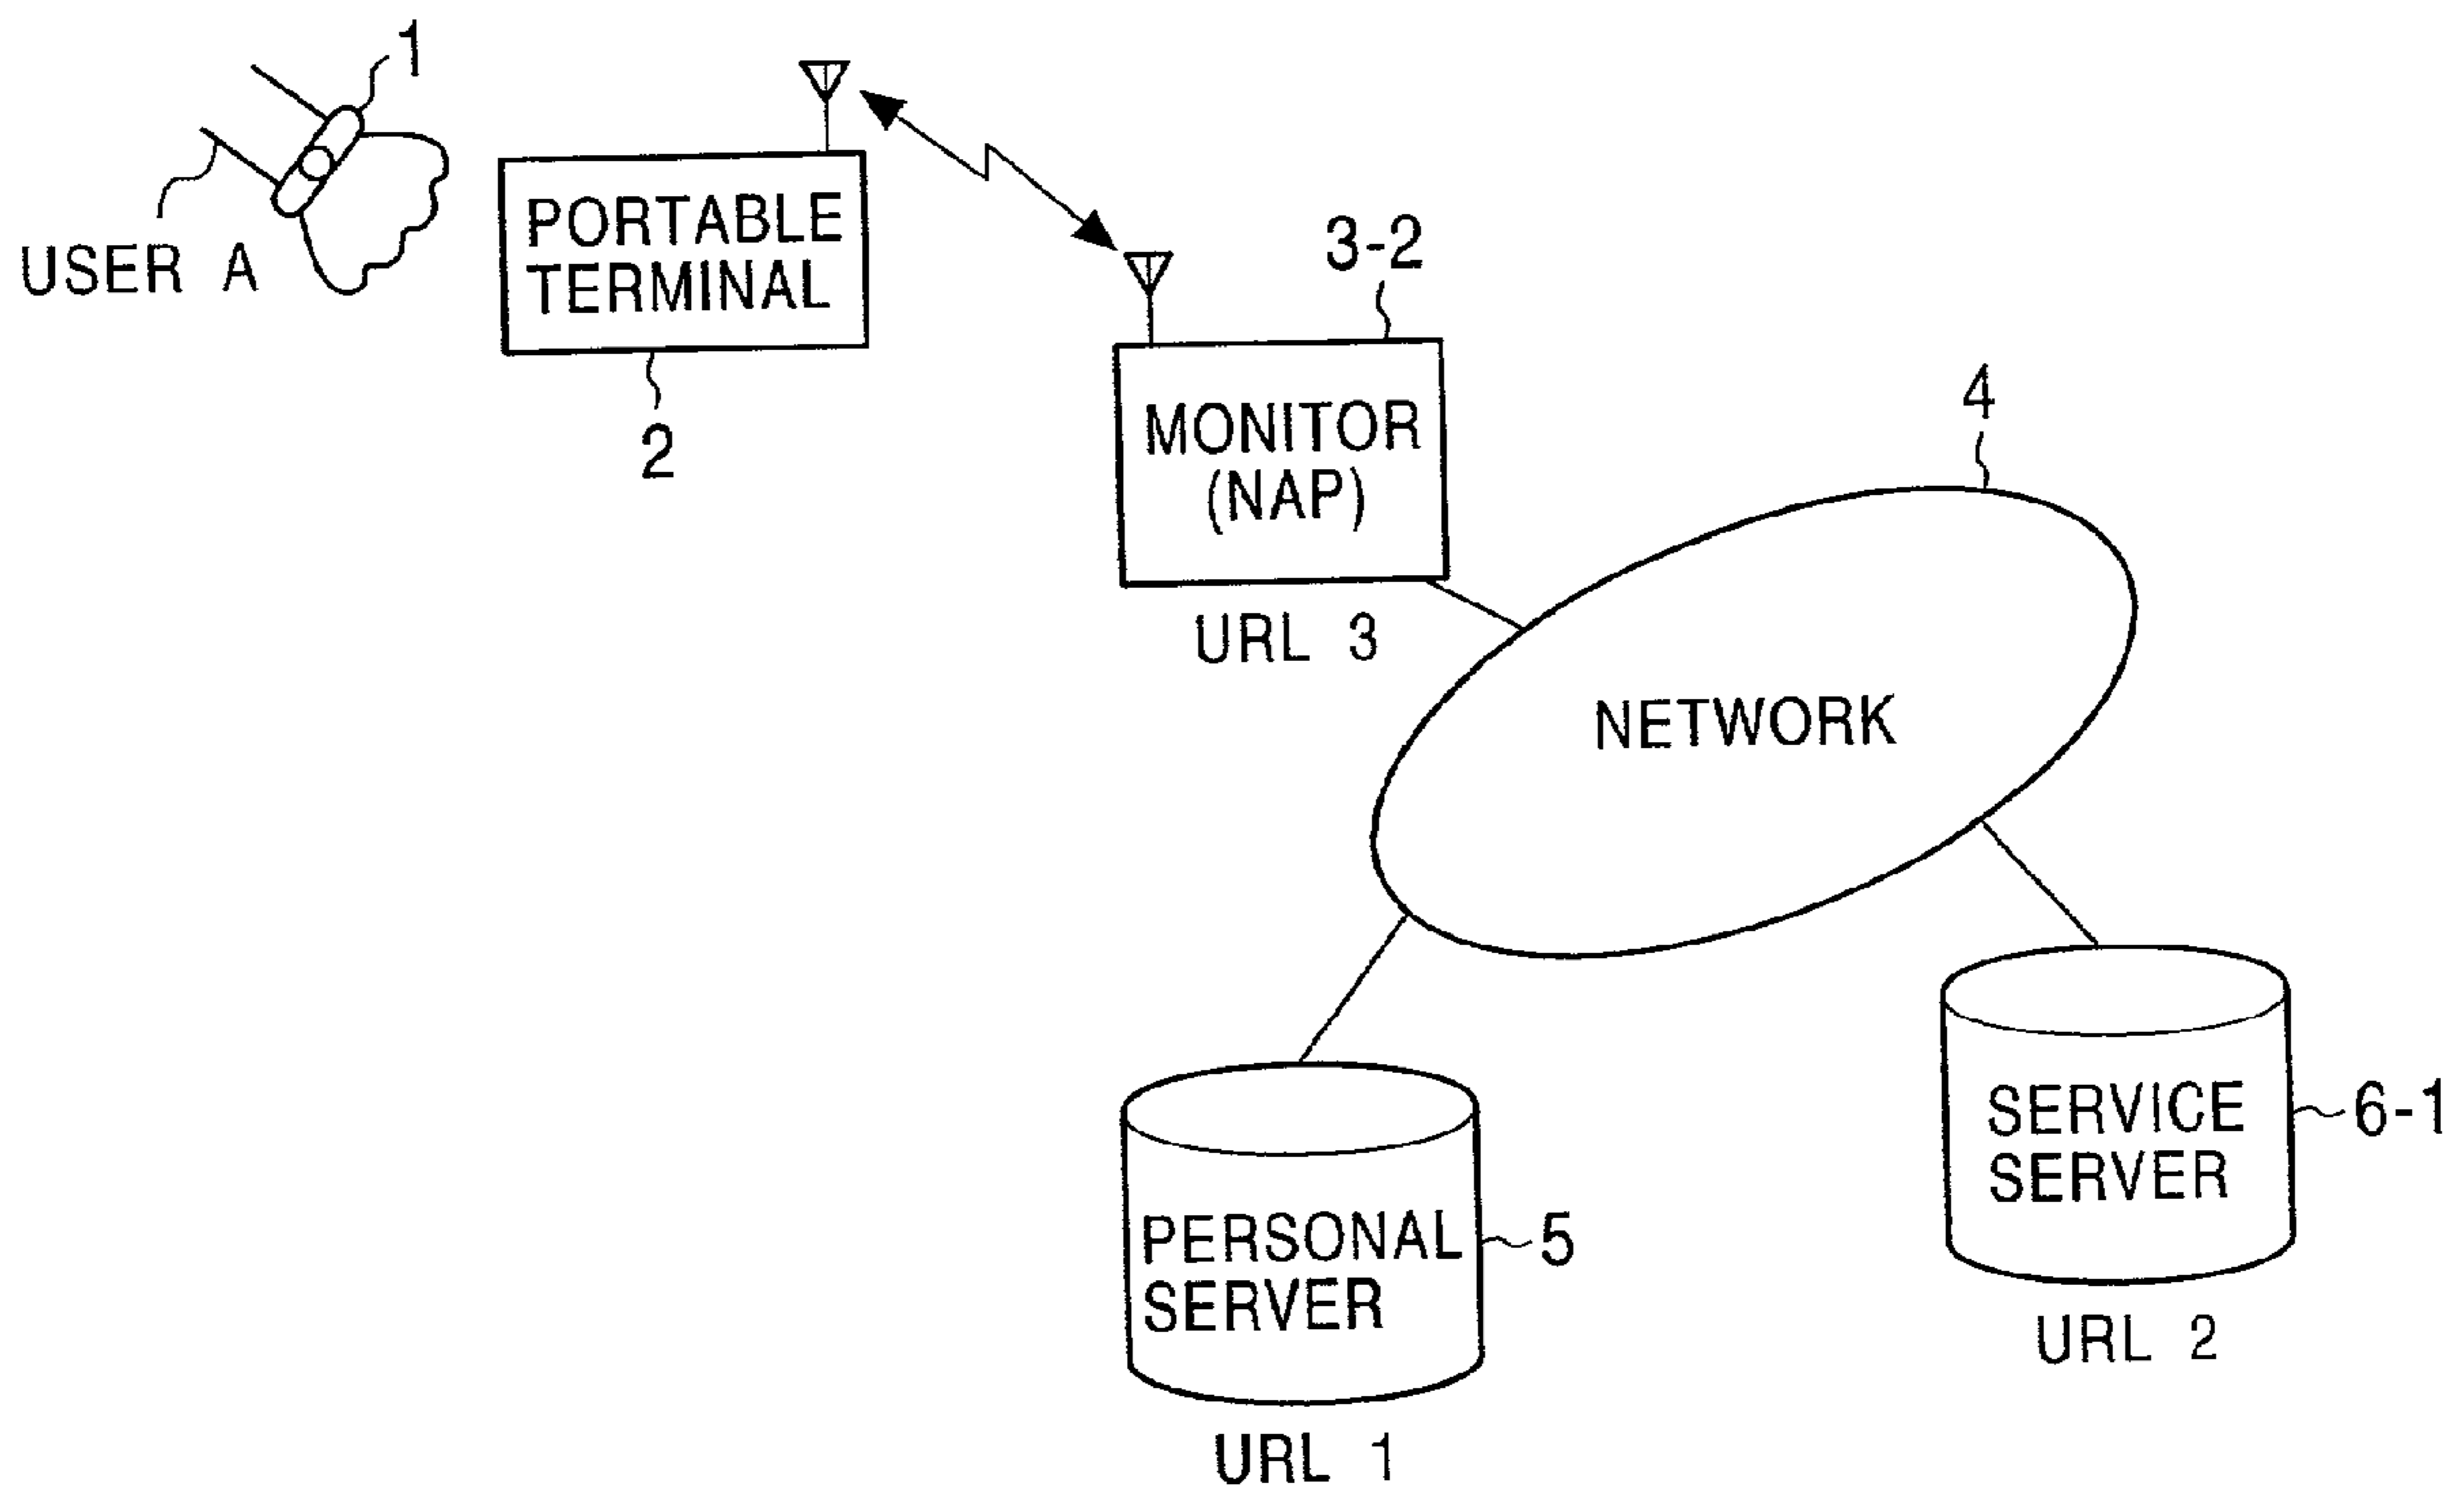 1
USER A
PORTABLE
TERMINAL
2
3-2
MONITOR
(NAP)
URL 3
4
NETWORK
SERVICE
SERVER
6-1
URL 2
PERSONAL
SERVER
5
URL 1